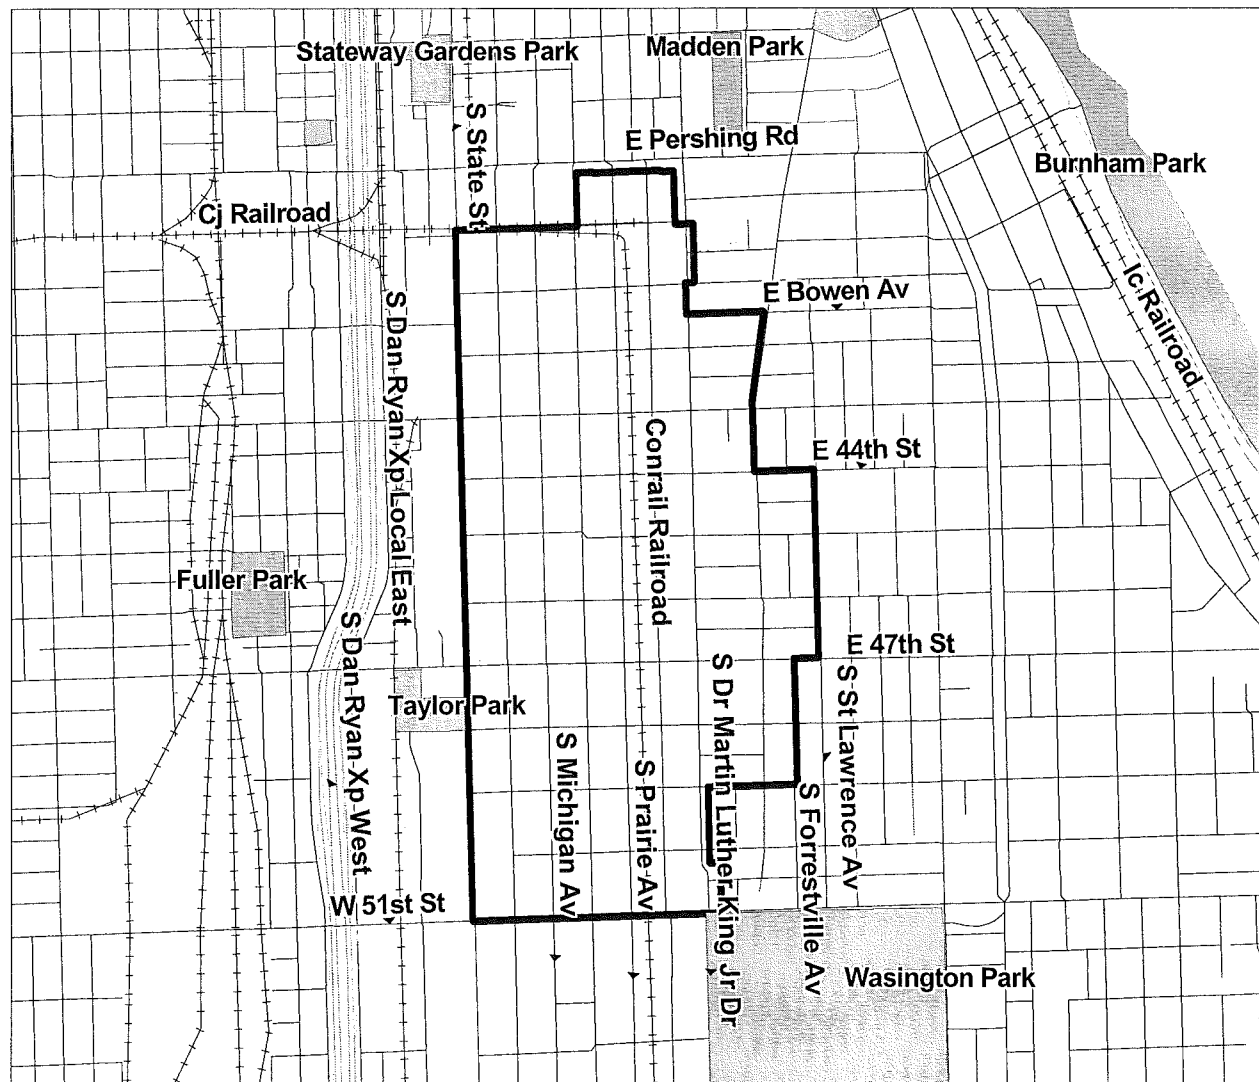 Stateway Gardens Park
Madden Park
S State St
E Pershing Rd
Burnham Park
Cj Railroad
E Bowen Av
Ic Railroad
S Dan Ryan Xp Local East
Conrail Railroad
E 44th St
Fuller Park
S Dan Ryan Xp West
E 47th St
S Dr Martin Luther King Jr Dr
S St Lawrence Av
Taylor Park
S Michigan Av
S Prairie Av
S Forrestville Av
W 51st St
Wasington Park